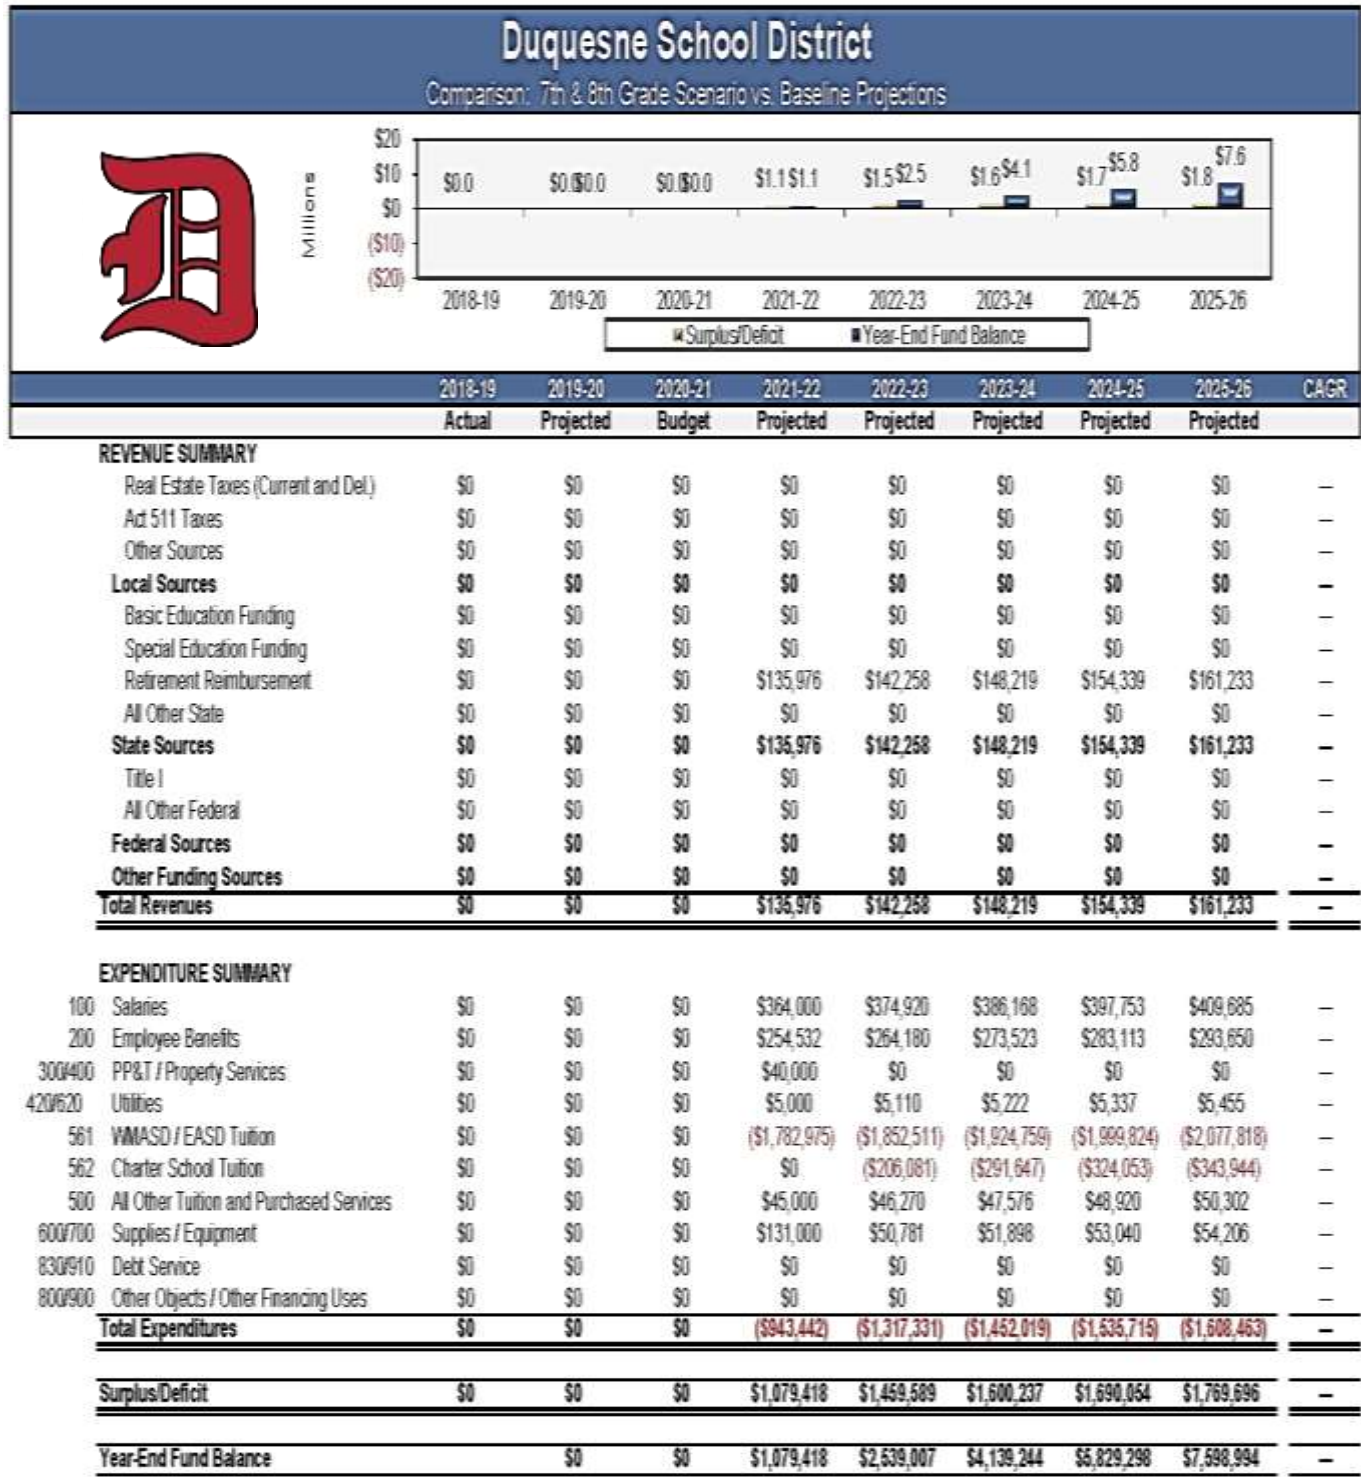 Duquesne School District
Comparison: 7th & 8th Grade Scenario vs. Baseline Projections
Millions
$20
$10
$0
($10)
($20)
$0.0 $0.0 $0.0 $0.0 $0.0 $1.1 $1.1 $1.5 $2.5 $1.6 $4.1 $1.7 $5.8 $1.8 $7.6
2018-19 2019-20 2020-21 2021-22 2022-23 2023-24 2024-25 2025-26
Surplus/Deficit Year-End Fund Balance
2018-19 2019-20 2020-21 2021-22 2022-23 2023-24 2024-25 2025-26 CAGR
Actual Projected Budget Projected Projected Projected Projected Projected
REVENUE SUMMARY
Real Estate Taxes (Current and Del.) $0 $0 $0 $0 $0 $0 $0 $0 –
Act 511 Taxes $0 $0 $0 $0 $0 $0 $0 $0 –
Other Sources $0 $0 $0 $0 $0 $0 $0 $0 –
Local Sources $0 $0 $0 $0 $0 $0 $0 $0 –
Basic Education Funding $0 $0 $0 $0 $0 $0 $0 $0 –
Special Education Funding $0 $0 $0 $0 $0 $0 $0 $0 –
Retirement Reimbursement $0 $0 $0 $135,976 $142,258 $148,219 $154,339 $161,233 –
All Other State $0 $0 $0 $0 $0 $0 $0 $0 –
State Sources $0 $0 $0 $135,976 $142,258 $148,219 $154,339 $161,233 –
Title I $0 $0 $0 $0 $0 $0 $0 $0 –
All Other Federal $0 $0 $0 $0 $0 $0 $0 $0 –
Federal Sources $0 $0 $0 $0 $0 $0 $0 $0 –
Other Funding Sources $0 $0 $0 $0 $0 $0 $0 $0 –
Total Revenues $0 $0 $0 $135,976 $142,258 $148,219 $154,339 $161,233 –
EXPENDITURE SUMMARY
100 Salaries $0 $0 $0 $364,000 $374,920 $386,168 $397,753 $409,685 –
200 Employee Benefits $0 $0 $0 $254,532 $264,180 $273,523 $283,113 $293,650 –
300/400 PP&T / Property Services $0 $0 $0 $40,000 $0 $0 $0 $0 –
420/620 Utilities $0 $0 $0 $5,000 $5,110 $5,222 $5,337 $5,455 –
561 WMASD / EASD Tuition $0 $0 $0 ($1,782,975) ($1,852,511) ($1,924,759) ($1,999,824) ($2,077,818) –
562 Charter School Tuition $0 $0 $0 $0 ($206,081) ($291,647) ($324,053) ($343,944) –
500 All Other Tuition and Purchased Services $0 $0 $0 $45,000 $46,270 $47,576 $48,920 $50,302 –
600/700 Supplies / Equipment $0 $0 $0 $131,000 $50,781 $51,898 $53,040 $54,206 –
830/910 Debt Service $0 $0 $0 $0 $0 $0 $0 $0 –
800/900 Other Objects / Other Financing Uses $0 $0 $0 $0 $0 $0 $0 $0 –
Total Expenditures $0 $0 $0 ($943,442) ($1,317,331) ($1,452,019) ($1,535,715) ($1,608,463) –
Surplus/Deficit $0 $0 $0 $1,079,418 $1,459,589 $1,600,237 $1,690,054 $1,769,696 –
Year-End Fund Balance $0 $0 $1,079,418 $2,539,007 $4,139,244 $5,829,298 $7,598,994 –